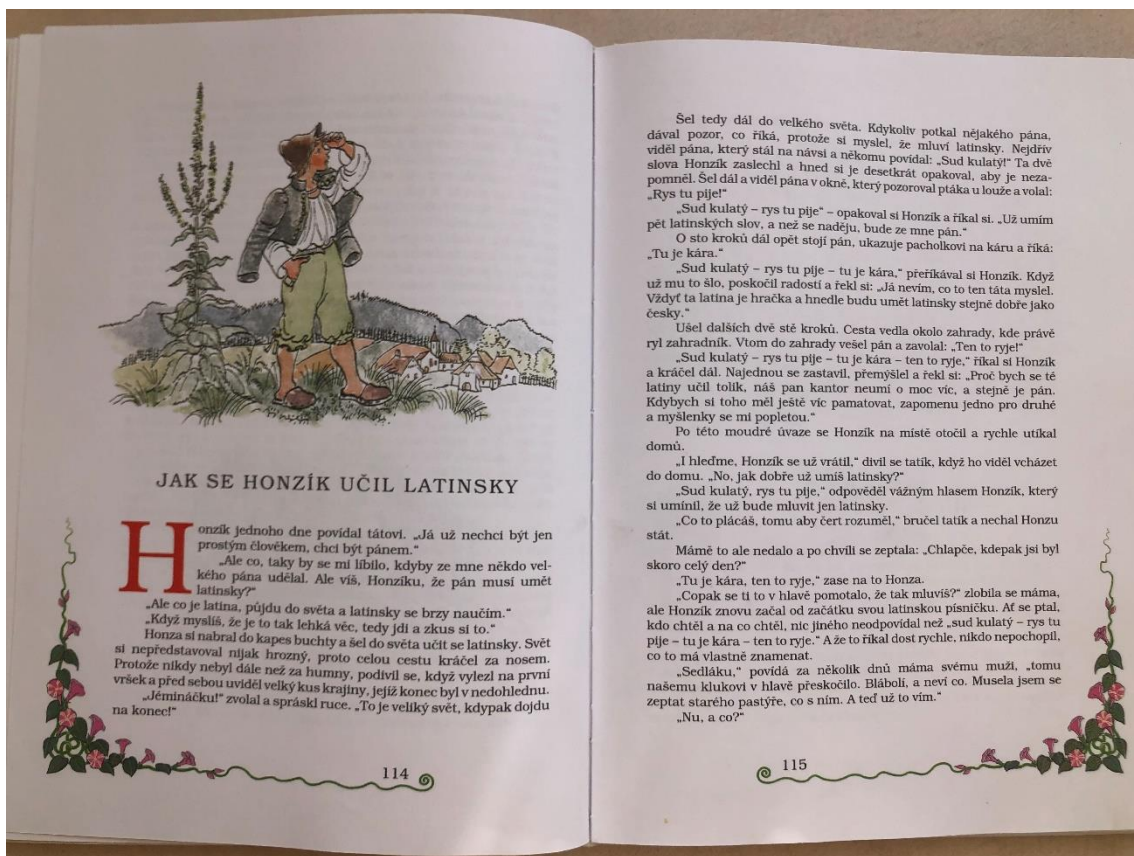 JAK SE HONZÍK UČIL LATINSKY
Honzík jednoho dne povídal tátovi. „Já už nechci být jen
prostým člověkem, chci být pánem.“
„Ale co, taky by se mi líbilo, kdyby ze mne někdo vel-
kého pána udělal. Ale víš, Honzíku, že pán musí umět
latinsky?“
„Ale co je latina, půjdu do světa a latinsky se brzy naučím.“
„Když myslíš, že je to tak lehká věc, tedy jdi a zkus si to.“
Honza si nabral do kapes buchty a šel do světa učit se latinsky. Svět
si nepředstavoval nijak hrozný, proto celou cestu kráčel za nosem.
Protože nikdy nebyl dále než za humny, podivil se, když vylezl na první
vršek a před sebou uviděl velký kus krajiny, jejíž konec byl v nedohlednu.
„Jémináčku!“ zvolal a spráskl ruce. „To je veliký svět, kdypak dojdu
na konec!“
114
Šel tedy dál do velkého světa. Kdykoliv potkal nějakého pána,
dával pozor, co říká, protože si myslel, že mluví latinsky. Nejdřív
viděl pána, který stál na návsi a někomu povídal: „Sud kulatý!“ Ta dvě
slova Honzík zaslechl a hned si je desetkrát opakoval, aby je neza-
pomněl. Šel dál a viděl pána v okně, který pozoroval ptáka u louže a volal:
„Rys tu pije!“
„Sud kulatý – rys tu pije“ – opakoval si Honzík a říkal si. „Už umím
pět latinských slov, a než se naději, bude ze mne pán.“
O sto kroků dál opět stojí pán, ukazuje pacholkovi na káru a říká:
„Tu je kára.“
„Sud kulatý – rys tu pije – tu je kára,“ přeříkával si Honzík. Když
už mu to šlo, poskočil radostí a řekl si: „Já nevím, co to ten táta myslel.
Vždyť ta latina je hračka a hnedle budu umět latinsky stejně dobře jako
česky.“
Ušel dalších dvě stě kroků. Cesta vedla okolo zahrady, kde právě
ryl zahradník. Vtom do zahrady vešel pán a zavolal: „Ten to ryje!“
„Sud kulatý – rys tu pije – tu je kára – ten to ryje,“ říkal si Honzík
a kráčel dál. Najednou se zastavil, přemýšlel a řekl si: „Proč bych se té
latiny učil tolik, náš pan kantor neumí o moc víc, a stejně je pán.
Kdybych si toho měl ještě víc pamatovat, zapomenu jedno pro druhé
a myšlenky se mi popletou.“
Po této moudré úvaze se Honzík na místě otočil a rychle utíkal
domů.
„I hleďme, Honzík se už vrátil,“ divil se tatík, když ho viděl vcházet
do domu. „No, jak dobře už umíš latinsky?“
„Sud kulatý, rys tu pije,“ odpověděl vážným hlasem Honzík, který
si umínil, že už bude mluvit jen latinsky.
„Co to plácáš, tomu aby čert rozuměl,“ bručel tatík a nechal Honzu
stát.
Mámě to ale nedalo a po chvíli se zeptala: „Chlapče, kdepak jsi byl
skoro celý den?“
„Tu je kára, ten to ryje,“ zase na to Honza.
„Copak se ti to v hlavě pomotalo, že tak mluvíš?“ zlobila se máma,
ale Honzík znovu začal od začátku svou latinskou písničku. Ať se ptal,
kdo chtěl a na co chtěl, nic jiného neodpovídal než „sud kulatý – rys tu
pije – tu je kára – ten to ryje.“ A že to říkal dost rychle, nikdo nepochopil,
co to má vlastně znamenat.
„Sedláku,“ povídá za několik dnů máma svému muži, „tomu
našemu klukovi v hlavě přeskočilo. Blábolí, a neví co. Musela jsem se
zeptat starého pastýře, co s ním. A teď už to vím.“
„Nu, a co?“
115